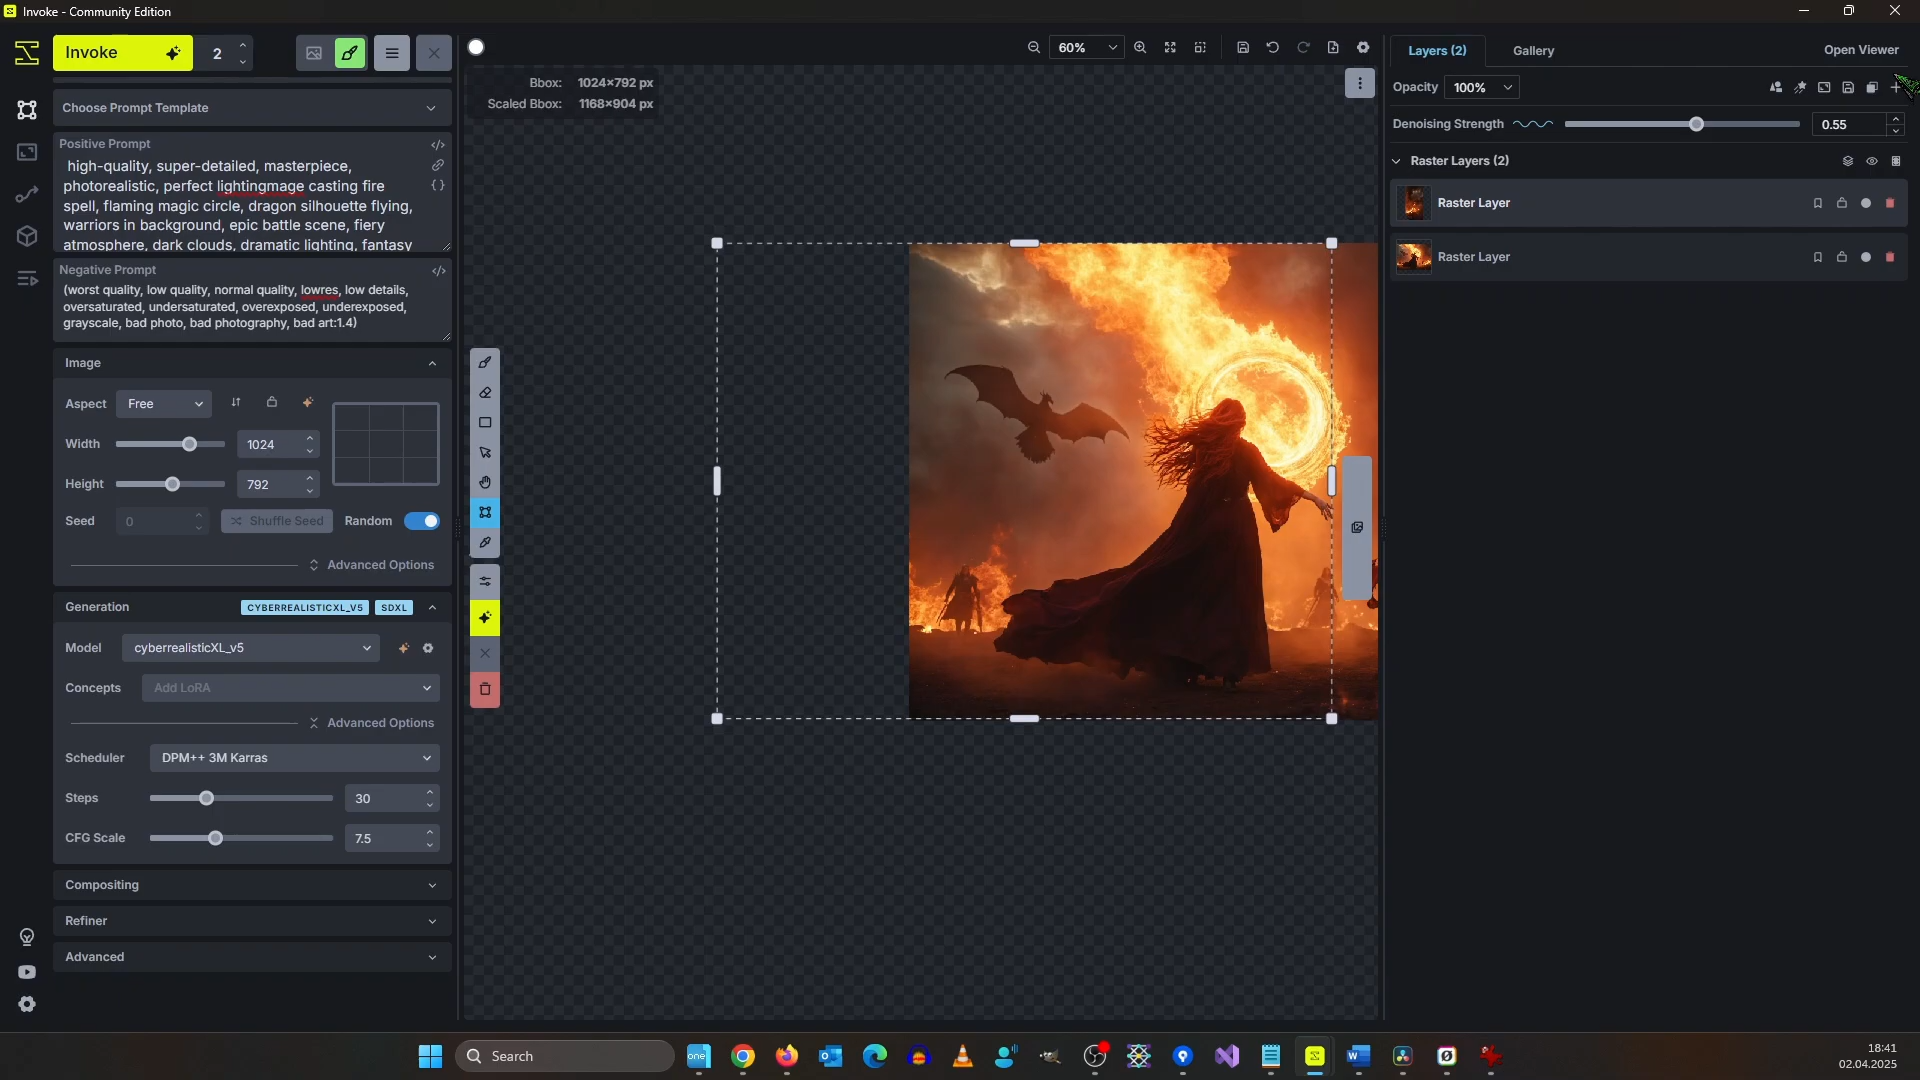 Invoke - Community Edition
Invoke
2
60%
Layers (2)
Gallery
Open Viewer
Bbox: 1024×792 px
Scaled Bbox: 1168×904 px
Opacity
100%
Choose Prompt Template
Denoising Strength
0.55
Positive Prompt
high-quality, super-detailed, masterpiece,
photorealistic, perfect lightingmage casting fire
spell, flaming magic circle, dragon silhouette flying,
warriors in background, epic battle scene, fiery
atmosphere, dark clouds, dramatic lighting, fantasy
Raster Layers (2)
Raster Layer
Raster Layer
Negative Prompt
(worst quality, low quality, normal quality, lowres, low details,
oversaturated, undersaturated, overexposed, underexposed,
grayscale, bad photo, bad photography, bad art:1.4)
Image
Aspect
Free
Width
1024
Height
792
Seed
0
Shuffle Seed
Random
Advanced Options
Generation
CYBERREALISTICXL_V5
SDXL
Model
cyberrealisticXL_v5
Concepts
Add LoRA
Advanced Options
Scheduler
DPM++ 3M Karras
Steps
30
CFG Scale
7.5
Compositing
Refiner
Advanced
Search
one
18:41
02.04.2025